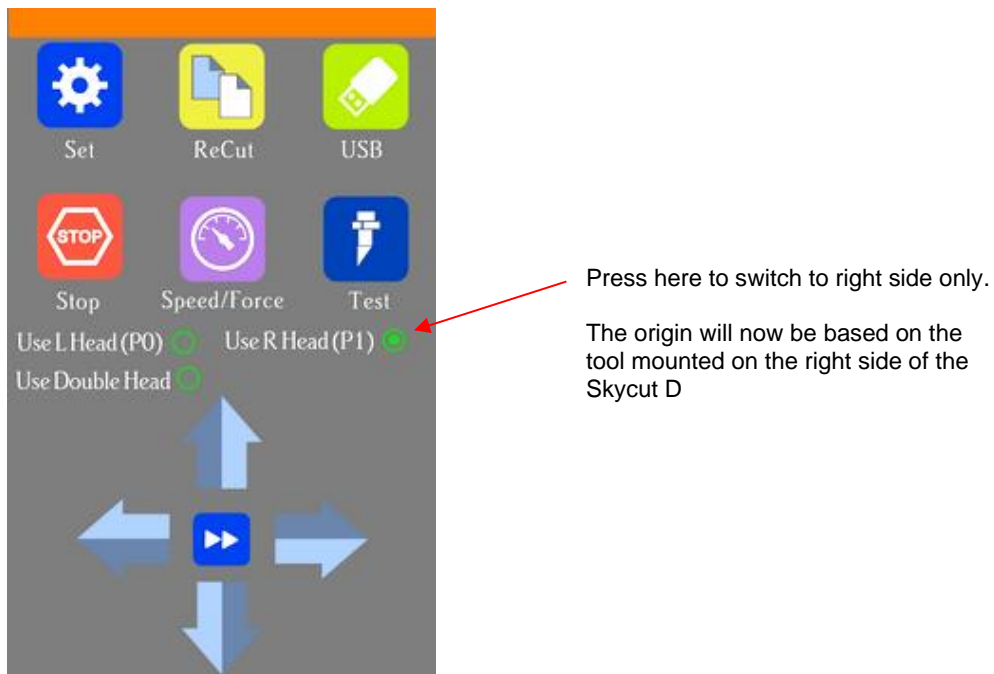 Set ReCut USB
STOP
Stop Speed/Force Test
Use L Head (P0) Use R Head (P1)
Use Double Head
Press here to switch to right side only.
The origin will now be based on the
tool mounted on the right side of the
Skycut D